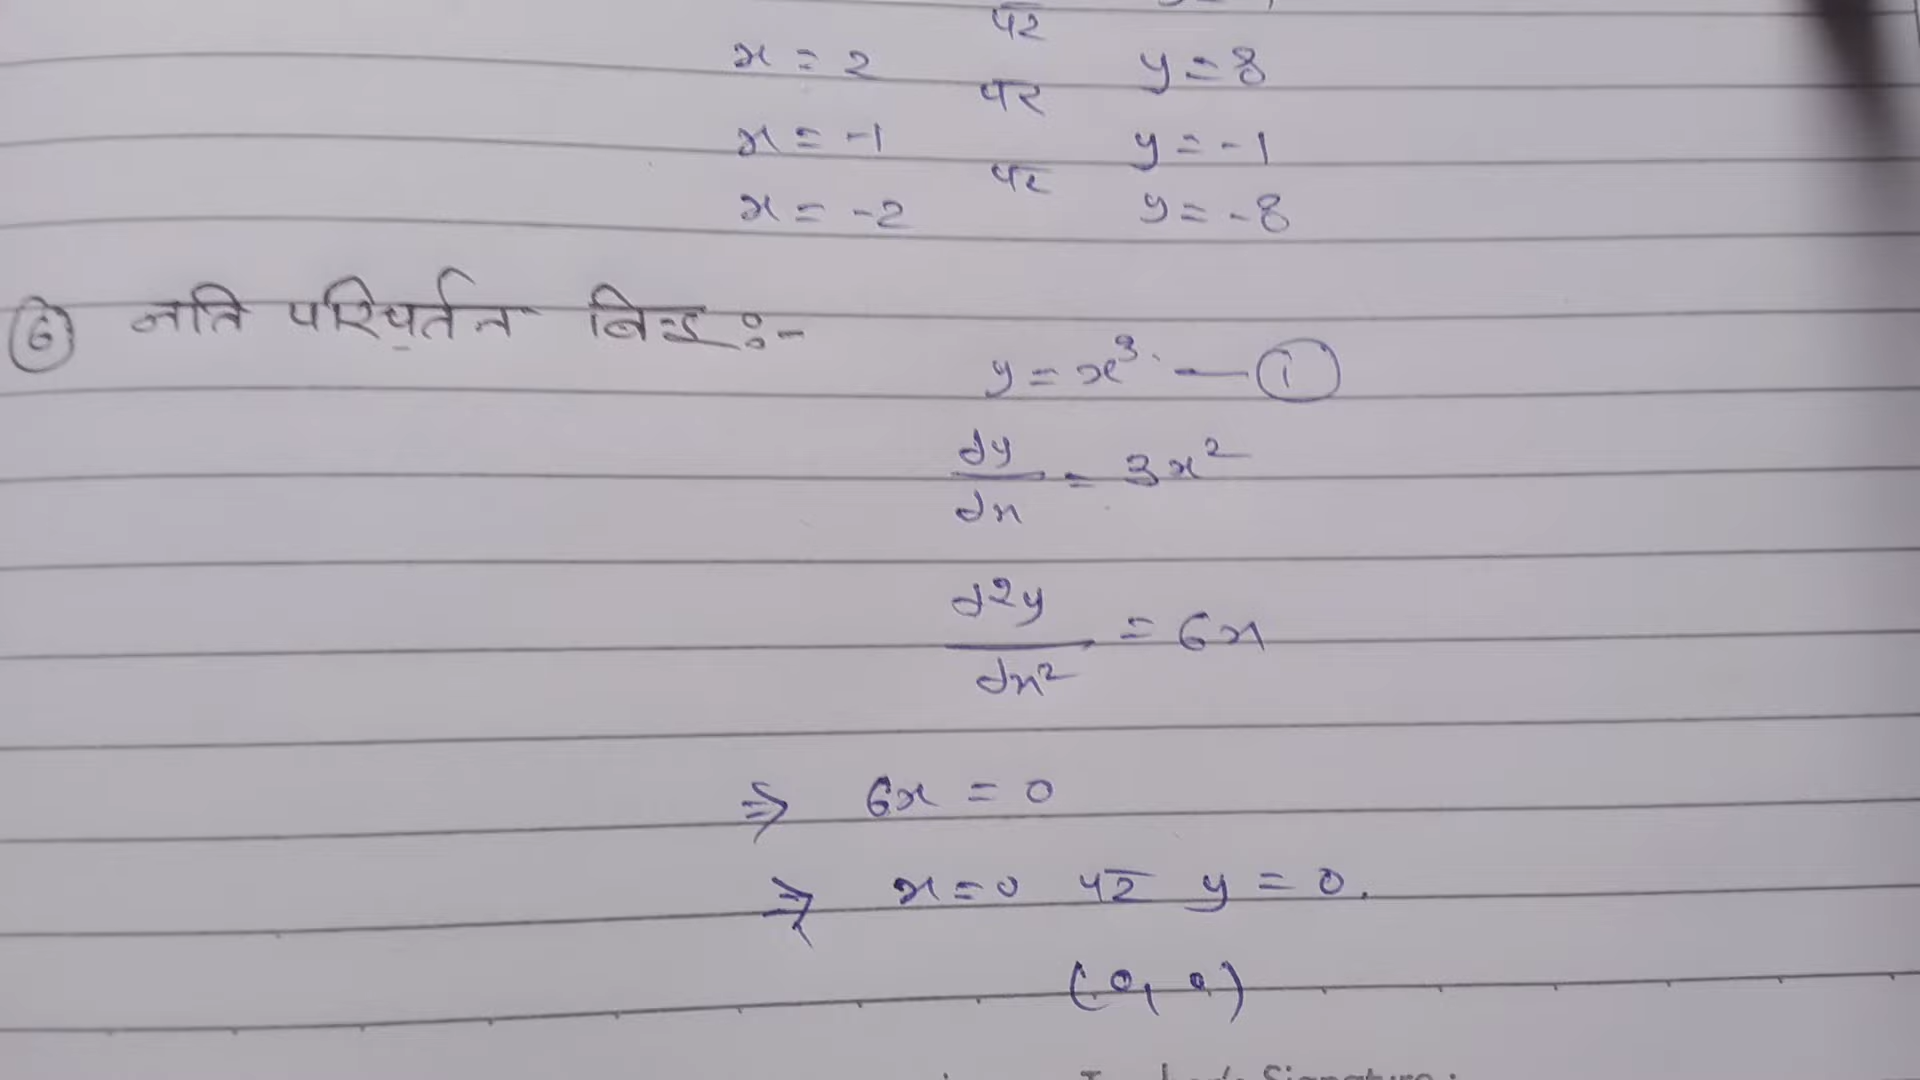 पर
x = 2 पर y = 8
x = -1 पर y = -1
x = -2 पर y = -8
⑥ नति परिवर्तन बिन्दु :-
y = x³ — ①
dy/dx = 3x²
d²y/dx² = 6x
⇒ 6x = 0
⇒ x = 0 पर y = 0.
(0, 0)